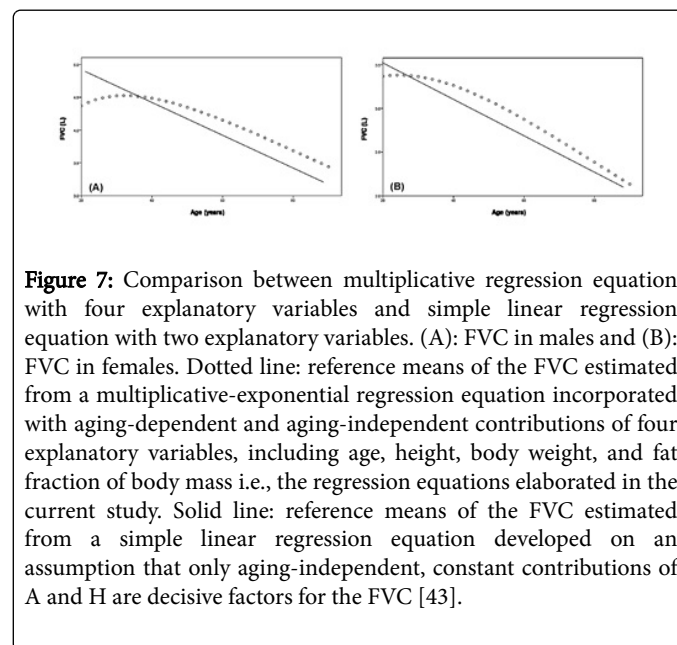 FVC (L)
(A)
Age (years)
FVC (L)
(B)
Age (years)
Figure 7: Comparison between multiplicative regression equation
with four explanatory variables and simple linear regression
equation with two explanatory variables. (A): FVC in males and (B):
FVC in females. Dotted line: reference means of the FVC estimated
from a multiplicative-exponential regression equation incorporated
with aging-dependent and aging-independent contributions of four
explanatory variables, including age, height, body weight, and fat
fraction of body mass i.e., the regression equations elaborated in the
current study. Solid line: reference means of the FVC estimated
from a simple linear regression equation developed on an
assumption that only aging-independent, constant contributions of
A and H are decisive factors for the FVC [43].